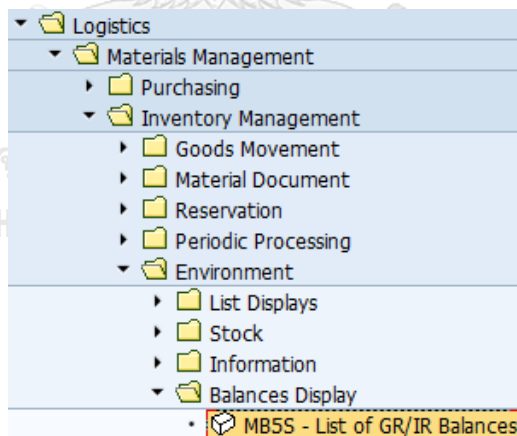 Logistics
Materials Management
Purchasing
Inventory Management
Goods Movement
Material Document
Reservation
Periodic Processing
Environment
List Displays
Stock
Information
Balances Display
MB5S - List of GR/IR Balances